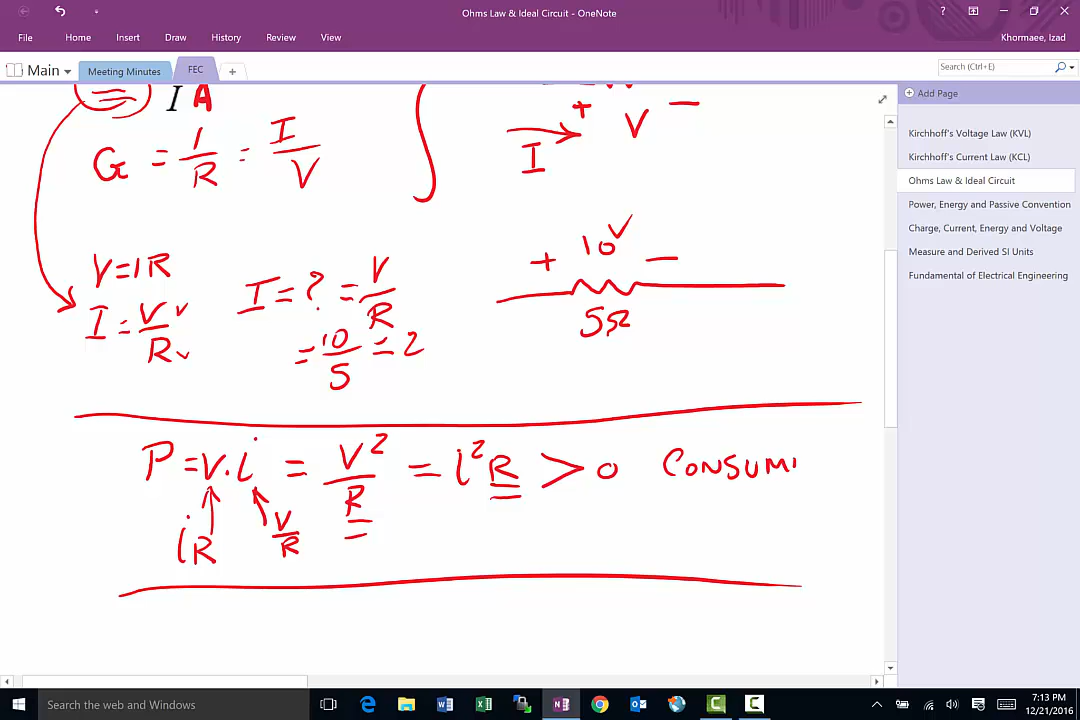 Ohms Law & Ideal Circuit - OneNote
?
File Home Insert Draw History Review View
Khormaee, Izad
Main Meeting Minutes FEC +
Search (Ctrl+E)
Add Page
Kirchhoff's Voltage Law (KVL)
Kirchhoff's Current Law (KCL)
Ohms Law & Ideal Circuit
Power, Energy and Passive Convention
Charge, Current, Energy and Voltage
Measure and Derived SI Units
Fundamental of Electrical Engineering
I A
+ V −
I
G = 1/R = I/V
+ 10V −
5Ω
V = IR
I = V/R
I = ? = V/R
= 10/5 = 2
P = v.i = V²/R = i²R > 0 CONSUMI
iR V/R
Search the web and Windows
7:13 PM
12/21/2016